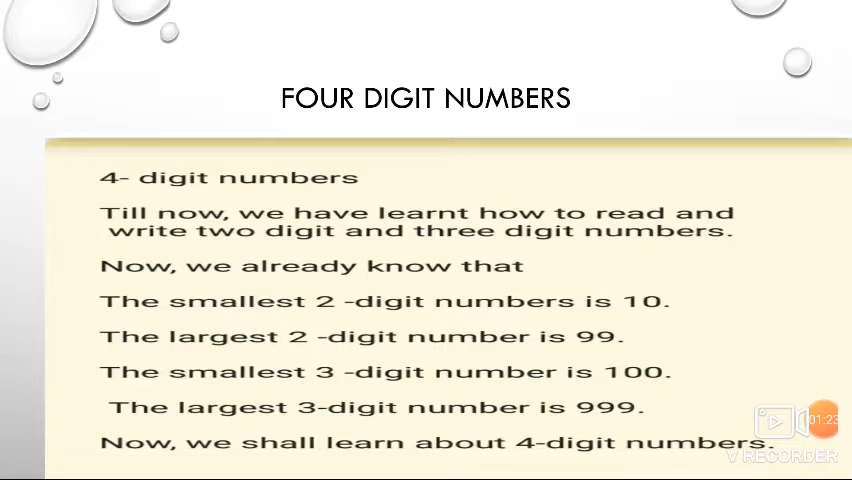 FOUR DIGIT NUMBERS
4- digit numbers
Till now, we have learnt how to read and
write two digit and three digit numbers.
Now, we already know that
The smallest 2 -digit numbers is 10.
The largest 2 -digit number is 99.
The smallest 3 -digit number is 100.
The largest 3-digit number is 999.
Now, we shall learn about 4-digit numbers.
01:23
V RECORDER